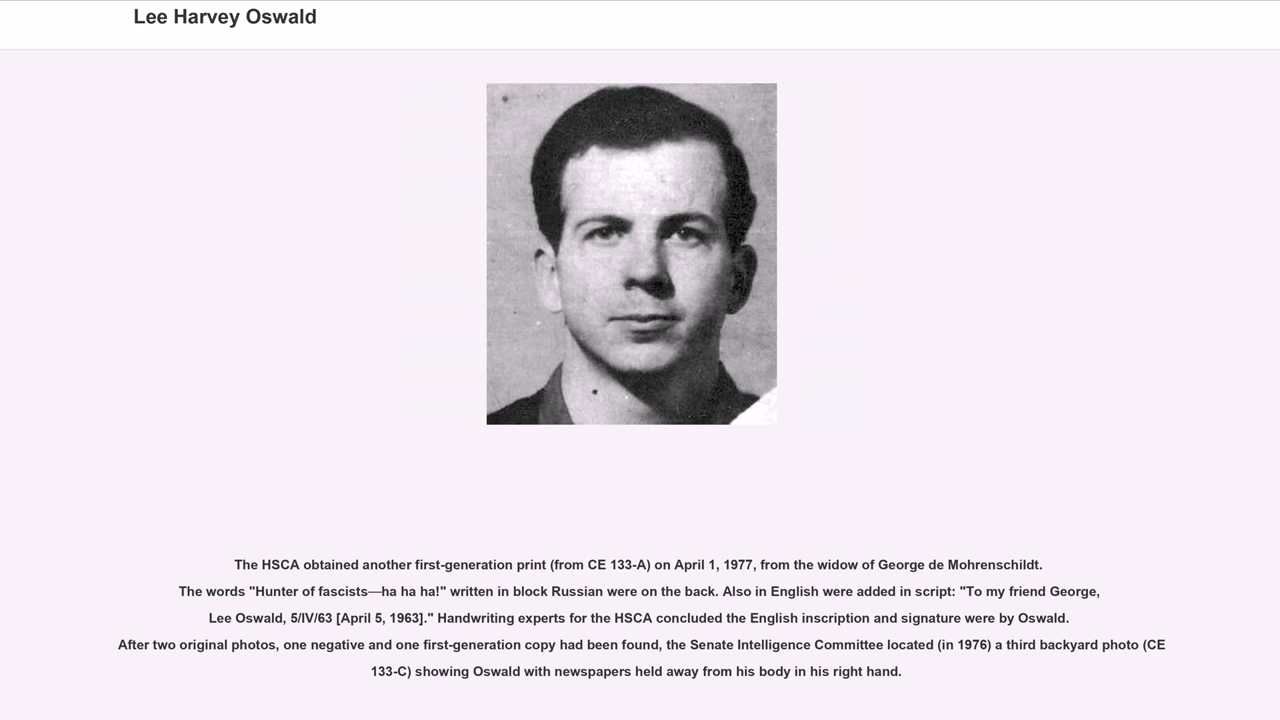 Lee Harvey Oswald
The HSCA obtained another first-generation print (from CE 133-A) on April 1, 1977, from the widow of George de Mohrenschildt.
The words "Hunter of fascists—ha ha ha!" written in block Russian were on the back. Also in English were added in script: "To my friend George,
Lee Oswald, 5/IV/63 [April 5, 1963]." Handwriting experts for the HSCA concluded the English inscription and signature were by Oswald.
After two original photos, one negative and one first-generation copy had been found, the Senate Intelligence Committee located (in 1976) a third backyard photo (CE
133-C) showing Oswald with newspapers held away from his body in his right hand.